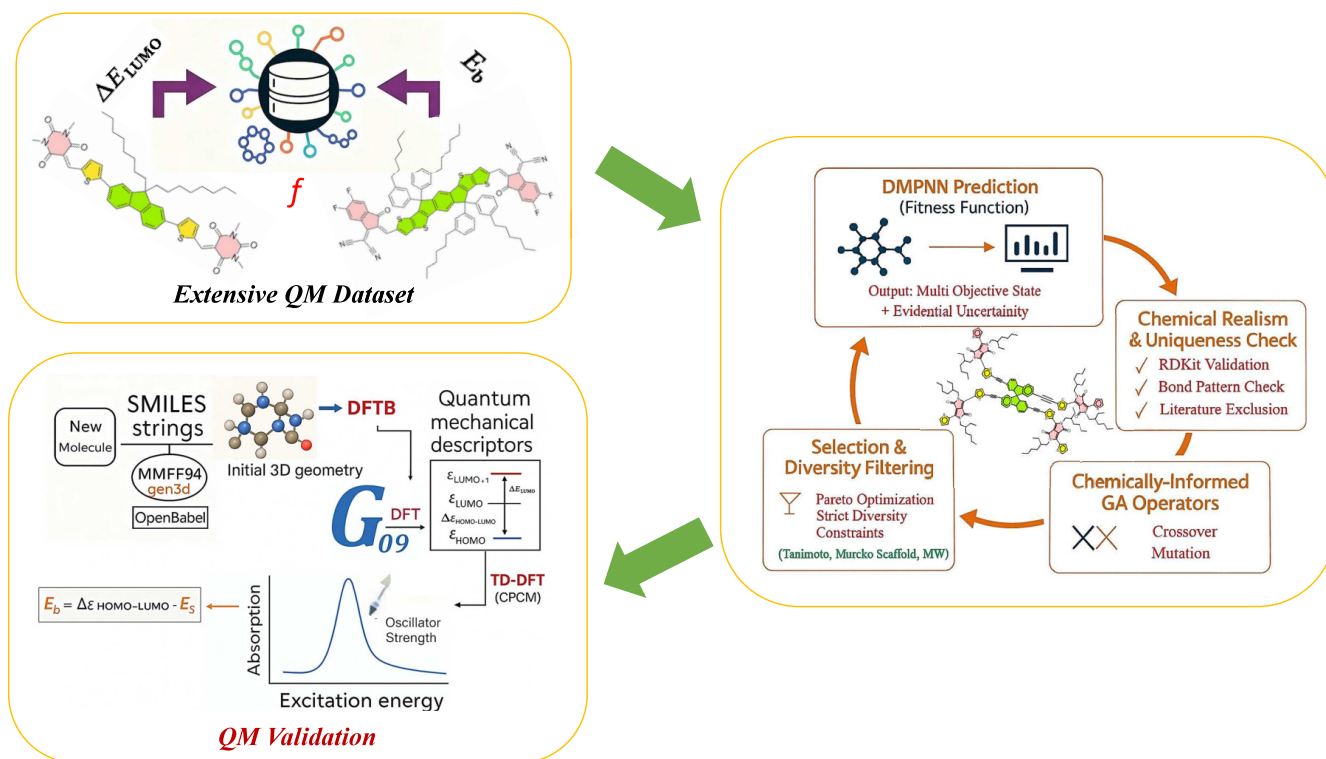 ΔE_LUMO
E_b
f
Extensive QM Dataset
DMPNN Prediction
(Fitness Function)
Output: Multi Objective State
+ Evidential Uncertainity
Chemical Realism
& Uniqueness Check
✓ RDKit Validation
✓ Bond Pattern Check
✓ Literature Exclusion
Chemically-Informed
GA Operators
Crossover
Mutation
Selection &
Diversity Filtering
Pareto Optimization
Strict Diversity
Constraints
(Tanimoto, Murcko Scaffold, MW)
New
Molecule
SMILES
strings
MMFF94
gen3d
OpenBabel
Initial 3D geometry
DFTB
G09
DFT
Quantum
mechanical
descriptors
ε_LUMO+1
ΔE_LUMO
ε_LUMO
Δε_HOMO-LUMO
ε_HOMO
TD-DFT
(CPCM)
E_b = Δε HOMO-LUMO - E_s
Absorption
Oscillator
Strength
Excitation energy
QM Validation